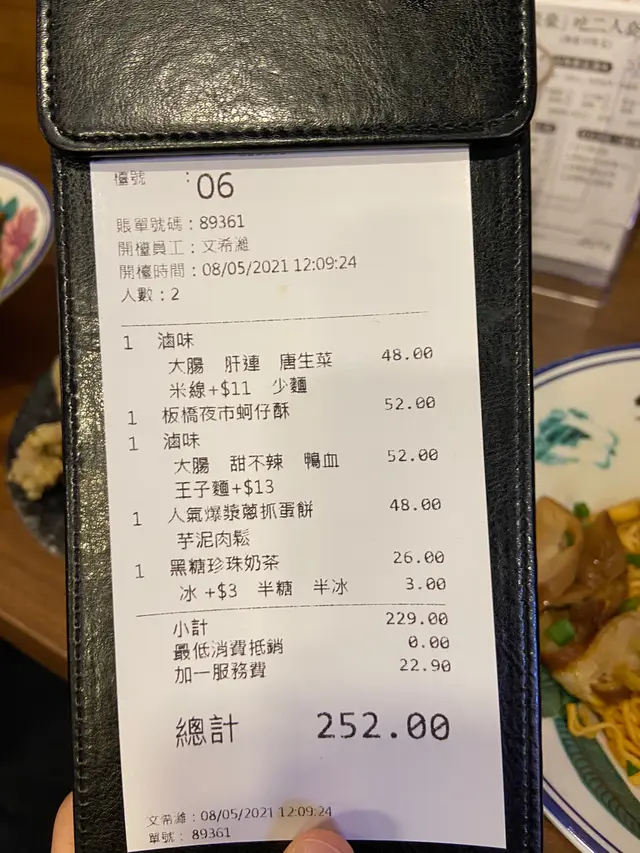 檯號 : 06
賬單號碼 : 89361
開檯員工 : 文希濰
開檯時間 : 08/05/2021 12:09:24
人數 : 2
1 滷味
大腸 肝連 唐生菜 48.00
米線+$11 少麵
1 板橋夜市蚵仔酥 52.00
1 滷味
大腸 甜不辣 鴨血 52.00
王子麵+$13
1 人氣爆漿蔥抓蛋餅 48.00
芋泥肉鬆
1 黑糖珍珠奶茶 26.00
冰 +$3 半糖 半冰 3.00
小計 229.00
最低消費抵銷 0.00
加一服務費 22.90
總計 252.00
文希濰 : 08/05/2021 12:09:24
單號 : 89361